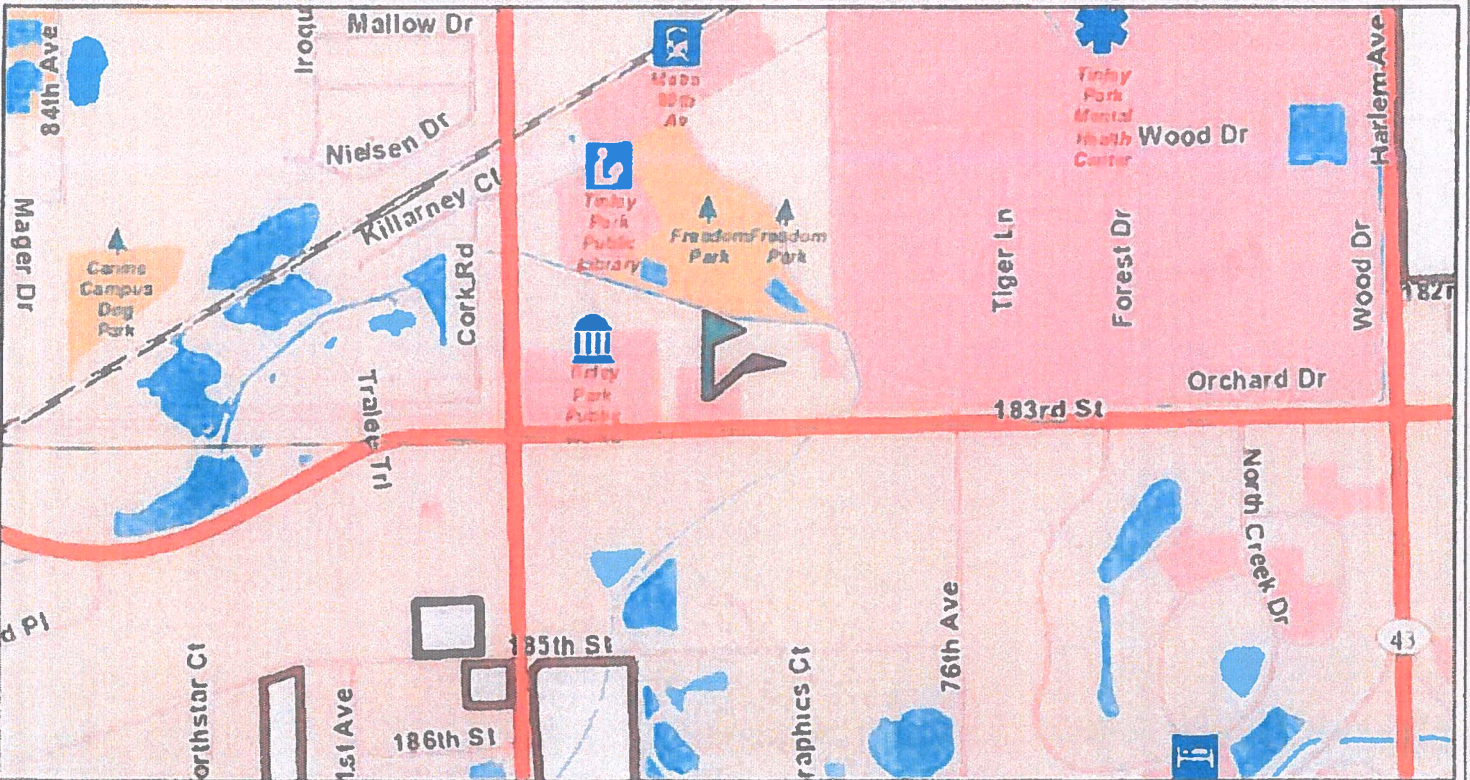 Mallow Dr
84th Ave
Nielsen Dr
Killarney Ct
Mager Dr
Canine
Campus
Dog
Park
Cork Rd
Tinley
Park
Public
Library
Freedom
Park
Freedom
Park
Tinley
Park
Mental
Health
Center
Wood Dr
Harlem Ave
Tiger Ln
Forest Dr
Wood Dr
Orchard Dr
183rd St
Park
Public
Tralee Trl
North Creek Dr
185th St
76th Ave
43
186th St